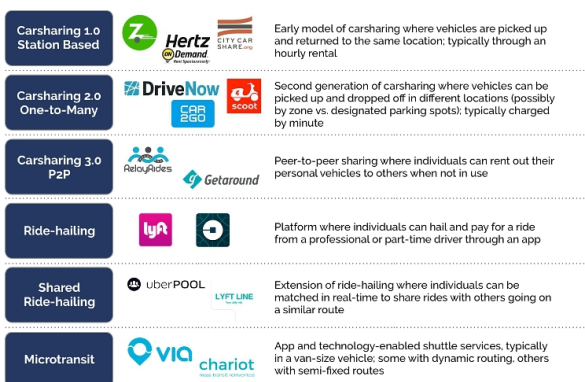 Carsharing 1.0
Station Based
Z
Hertz
On Demand
CITY CAR
SHARE.org
Early model of carsharing where vehicles are picked up
and returned to the same location; typically through an
hourly rental
Carsharing 2.0
One-to-Many
DriveNow
CAR
2GO
scoot
Second generation of carsharing where vehicles can be
picked up and dropped off in different locations (possibly
by zone vs. designated parking spots); typically charged
by minute
Carsharing 3.0
P2P
RelayRides
Getaround
Peer-to-peer sharing where individuals can rent out their
personal vehicles to others when not in use
Ride-hailing
lyft
Platform where individuals can hail and pay for a ride
from a professional or part-time driver through an app
Shared
Ride-hailing
uberPOOL
LYFT LINE
Extension of ride-hailing where individuals can be
matched in real-time to share rides with others going on
a similar route
Microtransit
VIA
chariot
App and technology-enabled shuttle services, typically
in a van-size vehicle; some with dynamic routing, others
with semi-fixed routes